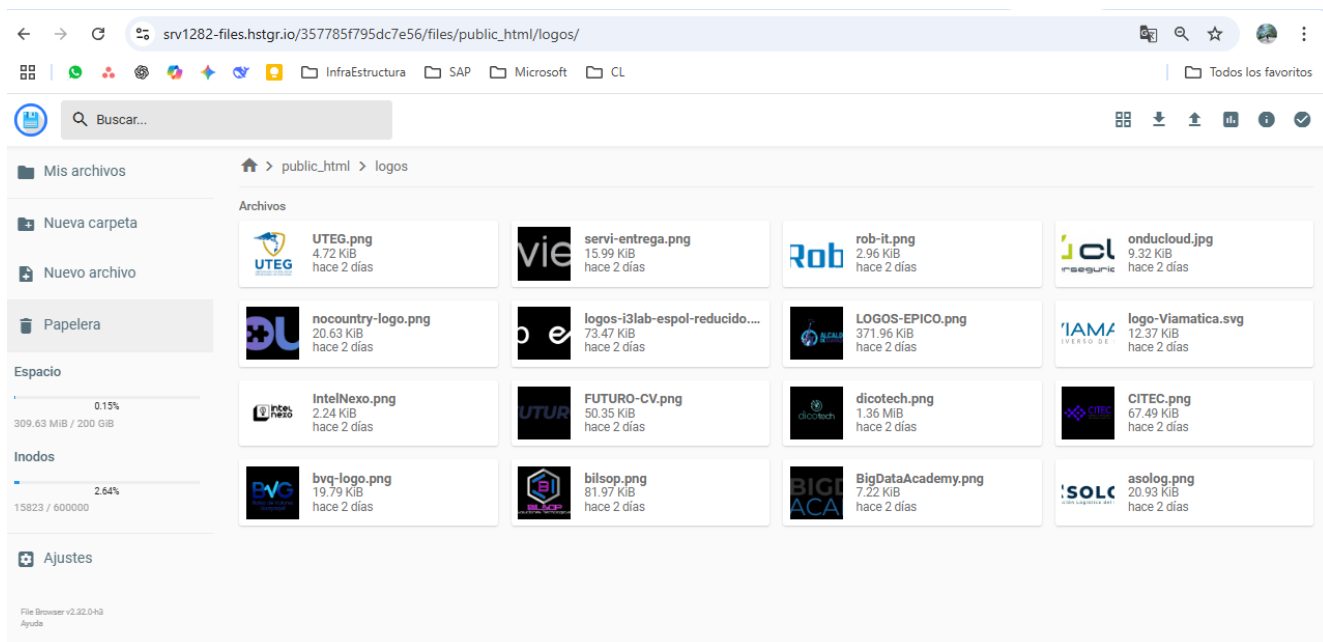 srv1282-files.hstgr.io/357785f795dc7e56/files/public_html/logos/
InfraEstructura
SAP
Microsoft
CL
Todos los favoritos
Buscar...
Mis archivos
Nueva carpeta
Nuevo archivo
Papelera
Espacio
0.15%
309.63 MiB / 200 GiB
Inodos
2.64%
15823 / 600000
Ajustes
File Browser v2.32.0-h3
Ayuda
public_html > logos
Archivos
UTEG
UTEG.png
4.72 KiB
hace 2 días
vie
servi-entrega.png
15.99 KiB
hace 2 días
Rob
rob-it.png
2.96 KiB
hace 2 días
onducloud.jpg
9.32 KiB
hace 2 días
nocountry-logo.png
20.63 KiB
hace 2 días
logos-i3lab-espol-reducido....
73.47 KiB
hace 2 días
LOGOS-EPICO.png
371.96 KiB
hace 2 días
IAMA
logo-Viamatica.svg
12.37 KiB
hace 2 días
Intel
nexo
IntelNexo.png
2.24 KiB
hace 2 días
UTUR
FUTURO-CV.png
50.35 KiB
hace 2 días
dicotech
dicotech.png
1.36 MiB
hace 2 días
CITEC
CITEC.png
67.49 KiB
hace 2 días
BVG
bvq-logo.png
19.79 KiB
hace 2 días
BILSOP
bilsop.png
81.97 KiB
hace 2 días
BIGD
ACA
BigDataAcademy.png
7.22 KiB
hace 2 días
SOLO
asolog.png
20.93 KiB
hace 2 días